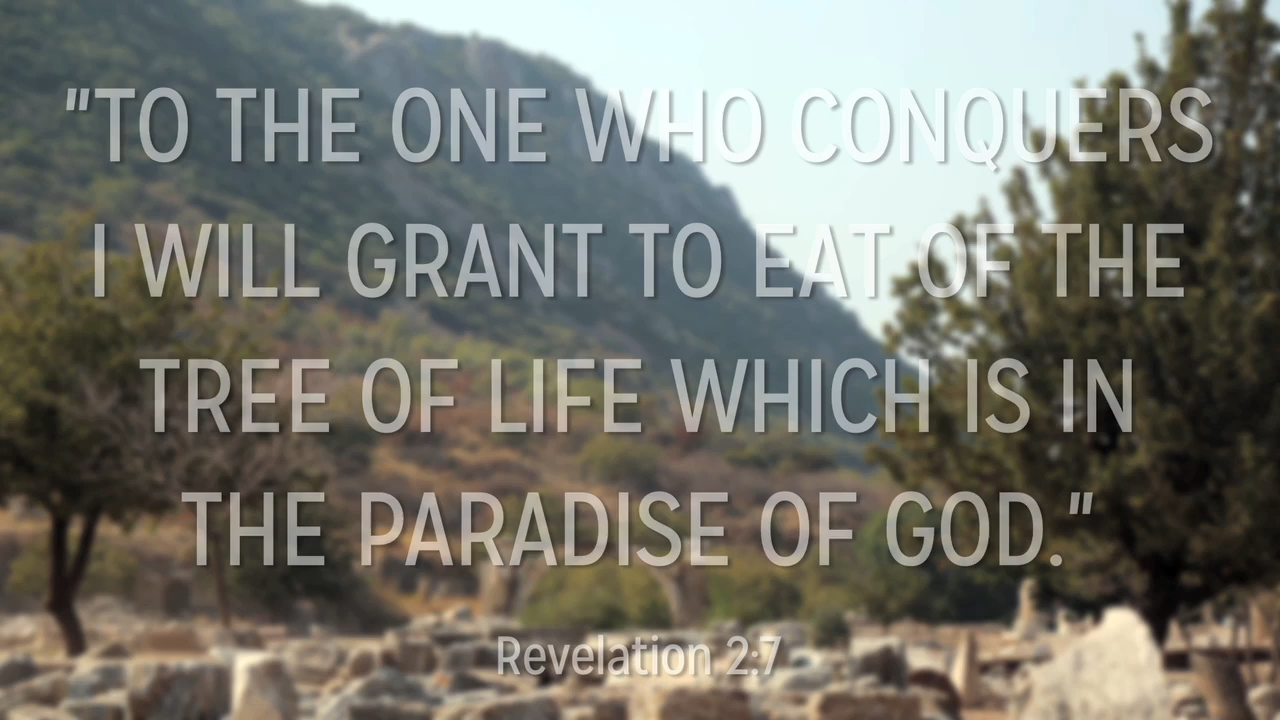 "TO THE ONE WHO CONQUERS
I WILL GRANT TO EAT OF THE
TREE OF LIFE WHICH IS IN
THE PARADISE OF GOD."
Revelation 2:7